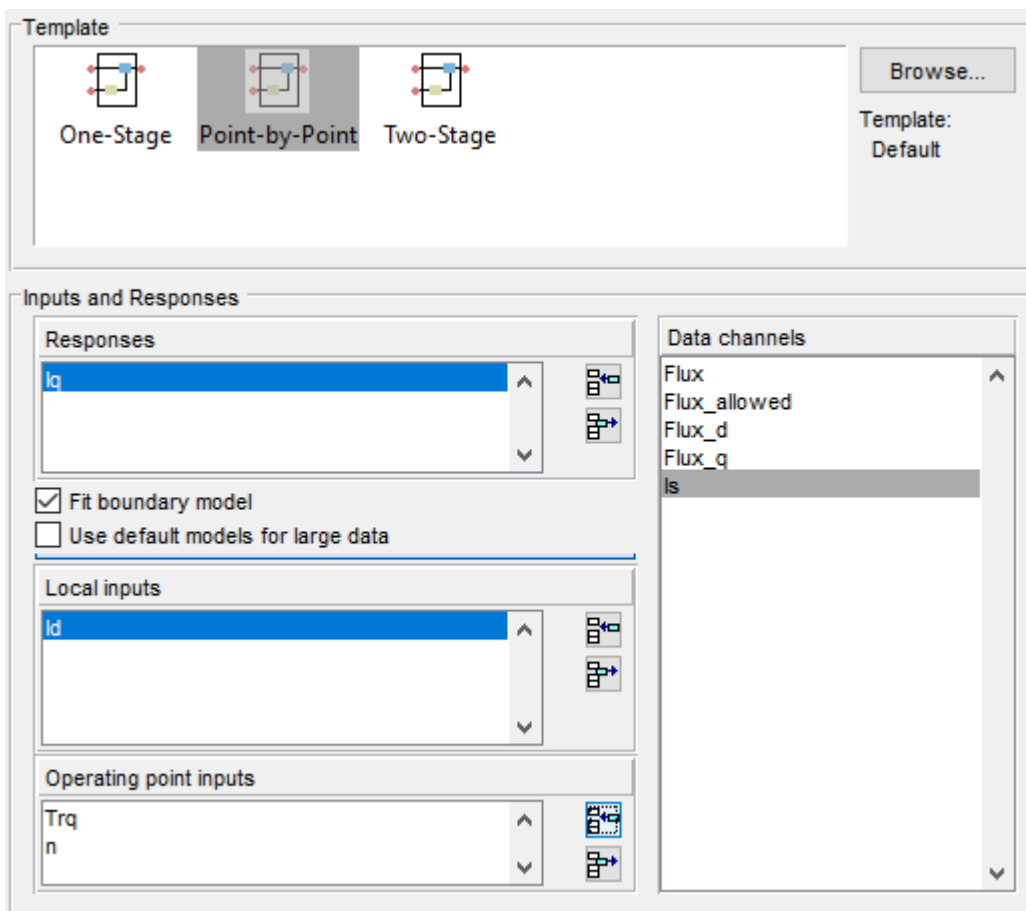 Template
One-Stage
Point-by-Point
Two-Stage
Browse...
Template:
Default
Inputs and Responses
Responses
Iq
Fit boundary model
Use default models for large data
Local inputs
Id
Operating point inputs
Trq
n
Data channels
Flux
Flux_allowed
Flux_d
Flux_q
Is